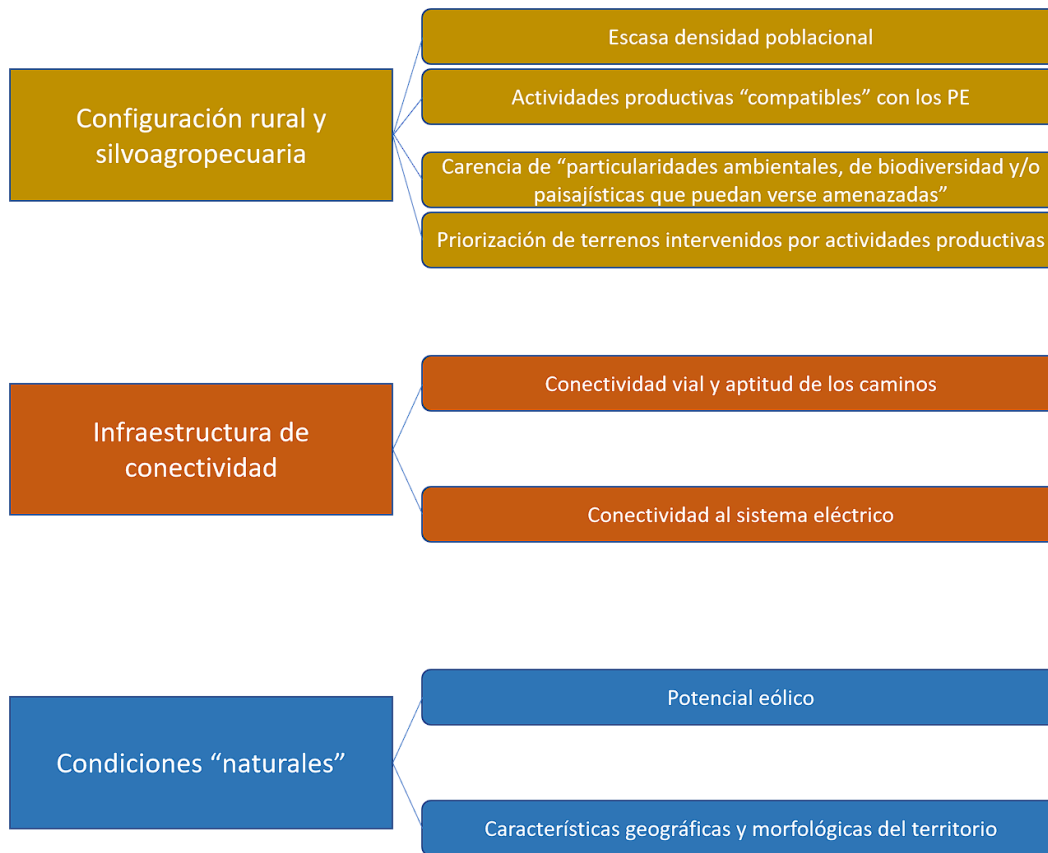 Configuración rural y
silvoagropecuaria
Escasa densidad poblacional
Actividades productivas “compatibles” con los PE
Carencia de “particularidades ambientales, de biodiversidad y/o
paisajísticas que puedan verse amenazadas”
Priorización de terrenos intervenidos por actividades productivas
Infraestructura de
conectividad
Conectividad vial y aptitud de los caminos
Conectividad al sistema eléctrico
Condiciones “naturales”
Potencial eólico
Características geográficas y morfológicas del territorio